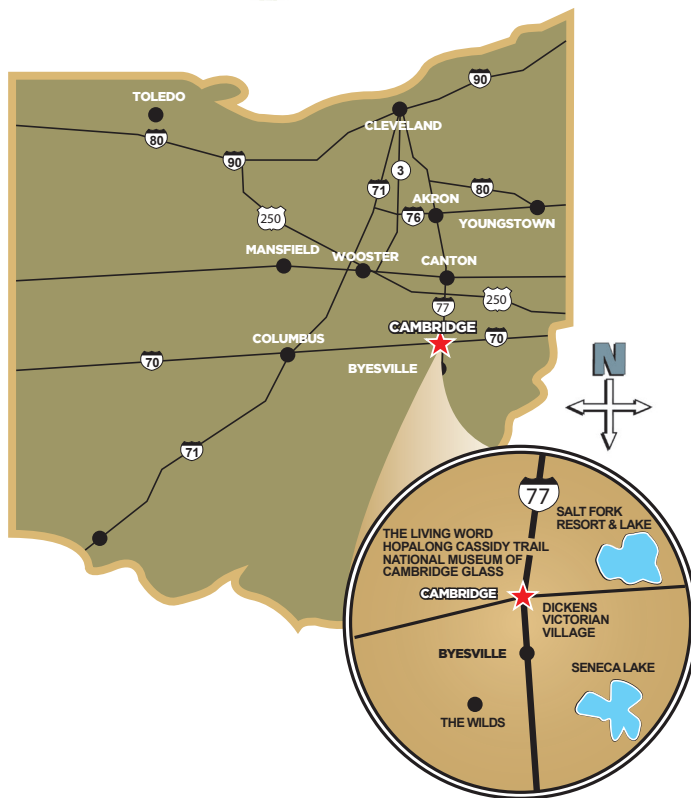 90
TOLEDO
CLEVELAND
80
90
3
71
80
AKRON
76
250
YOUNGSTOWN
MANSFIELD
WOOSTER
CANTON
77
250
CAMBRIDGE
70
COLUMBUS
70
BYESVILLE
N
71
77
SALT FORK
RESORT & LAKE
THE LIVING WORD
HOPALONG CASSIDY TRAIL
NATIONAL MUSEUM OF
CAMBRIDGE GLASS
CAMBRIDGE
DICKENS
VICTORIAN
VILLAGE
BYESVILLE
SENECA LAKE
THE WILDS